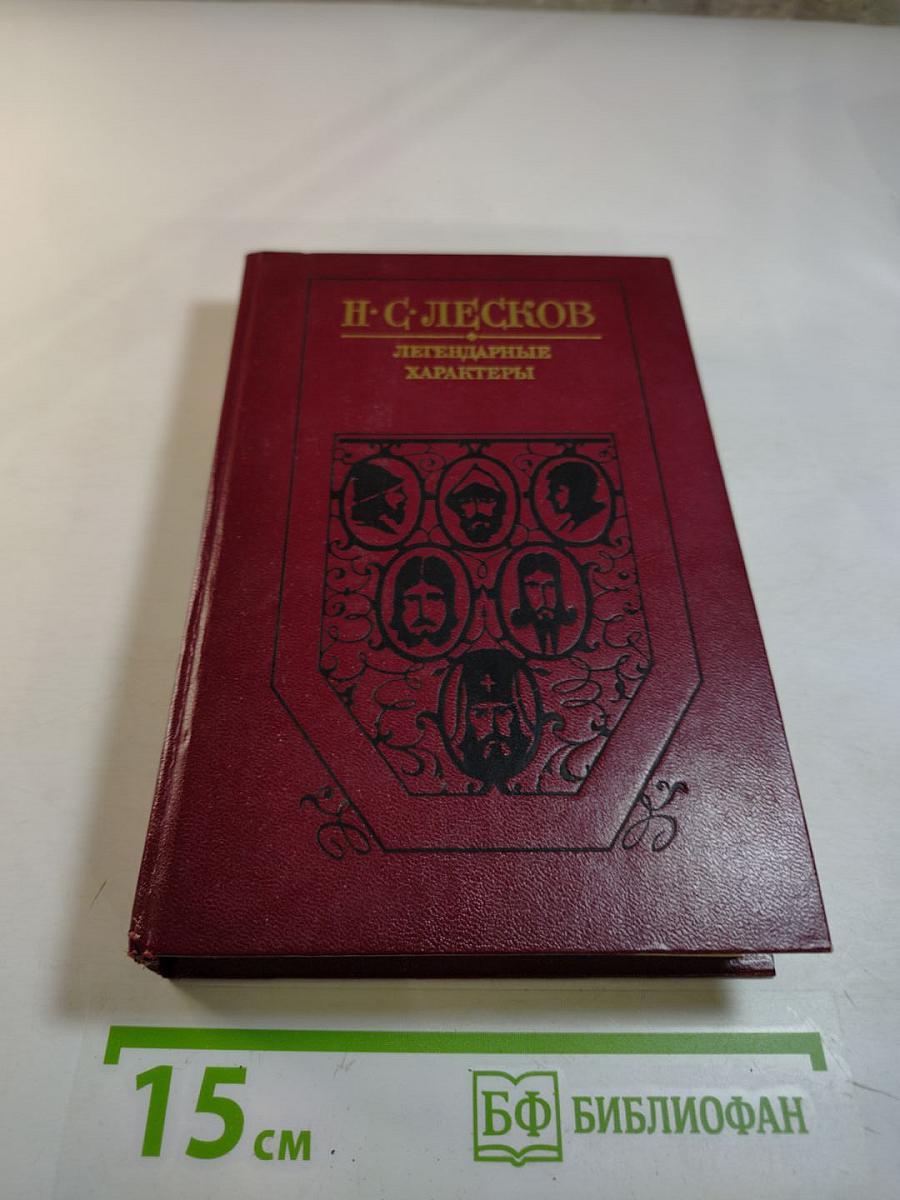 Н·С·ЛЕСКОВ
ЛЕГЕНДАРНЫЕ
ХАРАКТЕРЫ
15 см
БФ БИБЛИОФАН